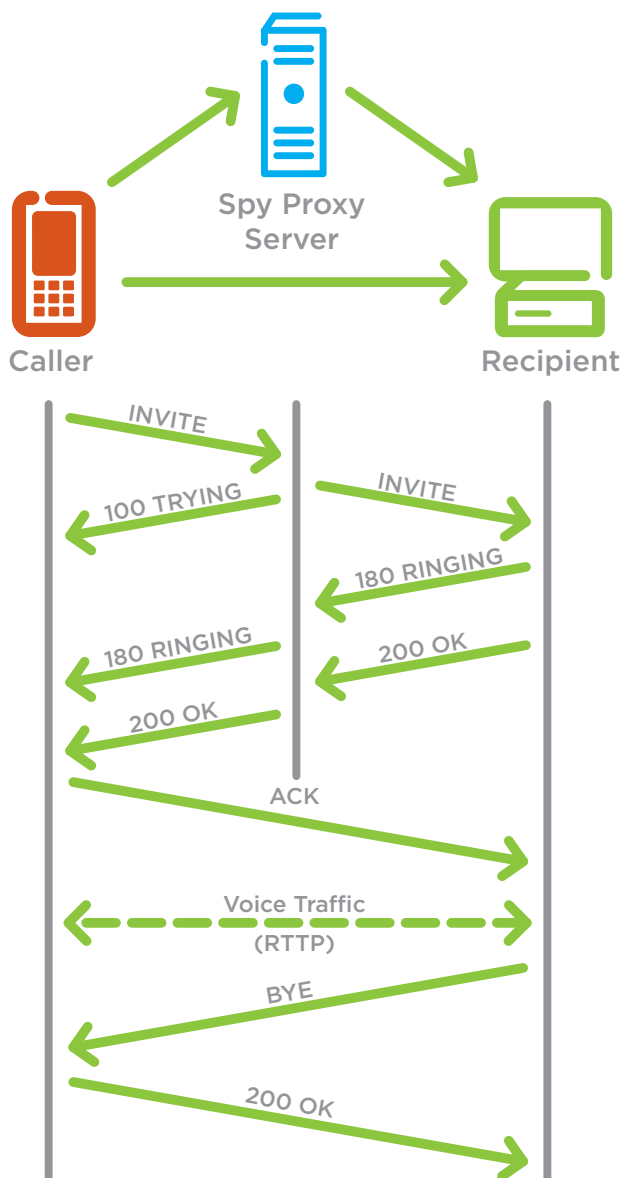 Spy Proxy
Server
Caller
Recipient
INVITE
100 TRYING
INVITE
180 RINGING
180 RINGING
200 OK
200 OK
ACK
Voice Traffic
(RTTP)
BYE
200 OK